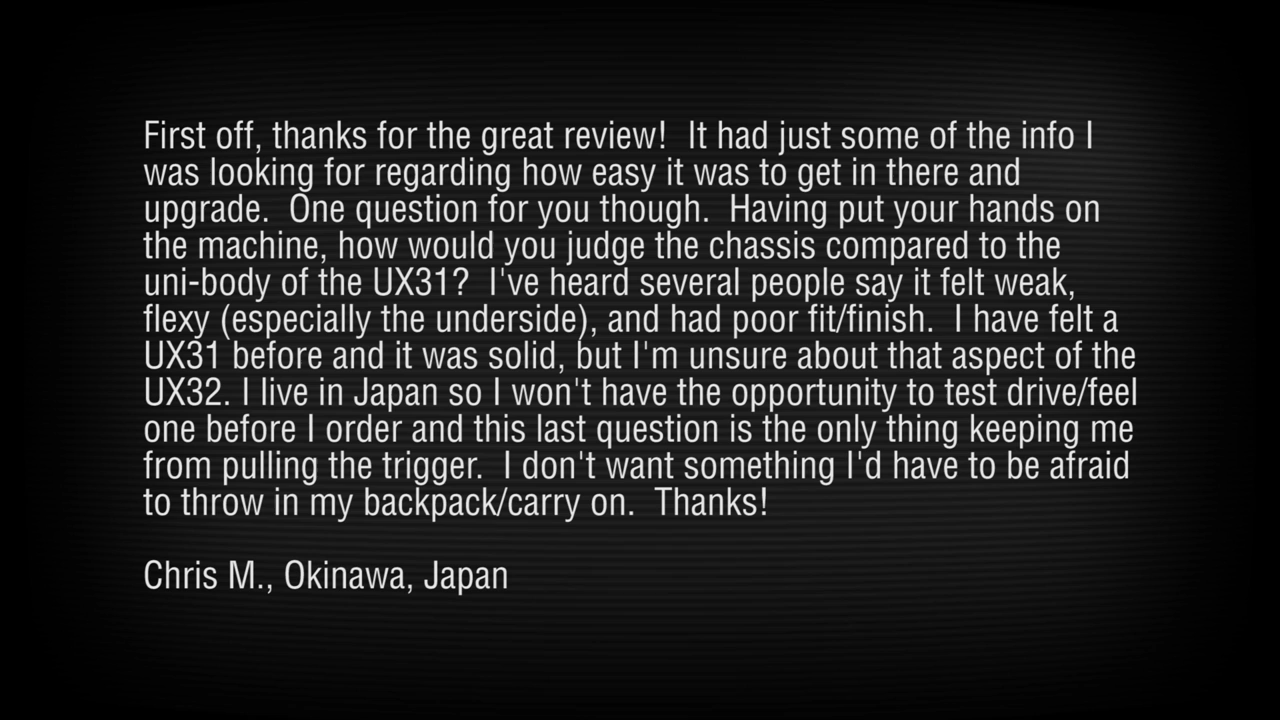 First off, thanks for the great review!  It had just some of the info I
was looking for regarding how easy it was to get in there and
upgrade.  One question for you though.  Having put your hands on
the machine, how would you judge the chassis compared to the
uni-body of the UX31?  I've heard several people say it felt weak,
flexy (especially the underside), and had poor fit/finish.  I have felt a
UX31 before and it was solid, but I'm unsure about that aspect of the
UX32. I live in Japan so I won't have the opportunity to test drive/feel
one before I order and this last question is the only thing keeping me
from pulling the trigger.  I don't want something I'd have to be afraid
to throw in my backpack/carry on.  Thanks!
Chris M., Okinawa, Japan